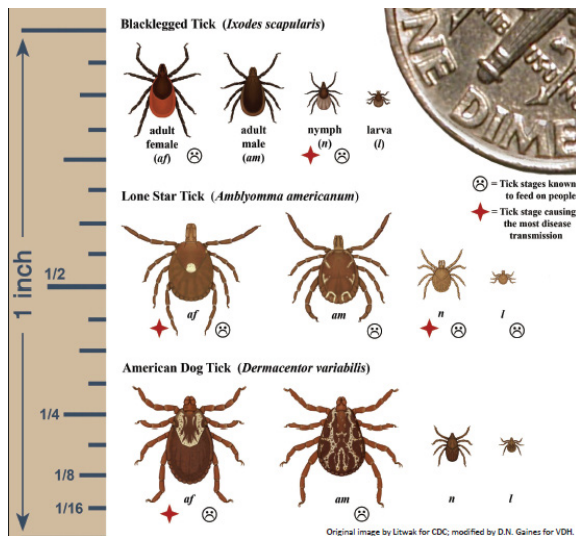 Blacklegged Tick (Ixodes scapularis)
adult
female
(af)
adult
male
(am)
nymph
(n)
larva
(l)
ONE DIME
= Tick stages known
to feed on people
= Tick stage causing
the most disease
transmission
Lone Star Tick (Amblyomma americanum)
1 inch
1/2
af
am
n
l
American Dog Tick (Dermacentor variabilis)
1/4
1/8
1/16
af
am
n
l
Original image by Litwak for CDC; modified by D.N. Gaines for VDH.